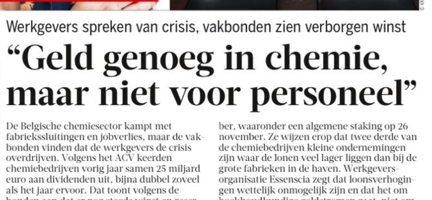 Werkgevers spreken van crisis, vakbonden zien verborgen winst
“Geld genoeg in chemie,
maar niet voor personeel”
De Belgische chemiesector kampt met
fabriekssluitingen en jobverlies, maar de vak-
bonden vinden dat de werkgevers de crisis
overdrijven. Volgens het ACV keerden
chemiebedrijven vorig jaar samen 25 miljard
euro aan dividenden uit, bijna dubbel zoveel
als het jaar ervoor. Dat toont volgens de
ber, waaronder een algemene staking op 26
november. Ze wijzen erop dat twee derde van
de chemiebedrijven kleine ondernemingen
zijn waar de lonen veel lager liggen dan bij de
grote fabrieken in de haven. Werkgevers-
organisatie Essenscia zegt dat loonsverhogin-
gen wettelijk onmogelijk zijn en dat het om